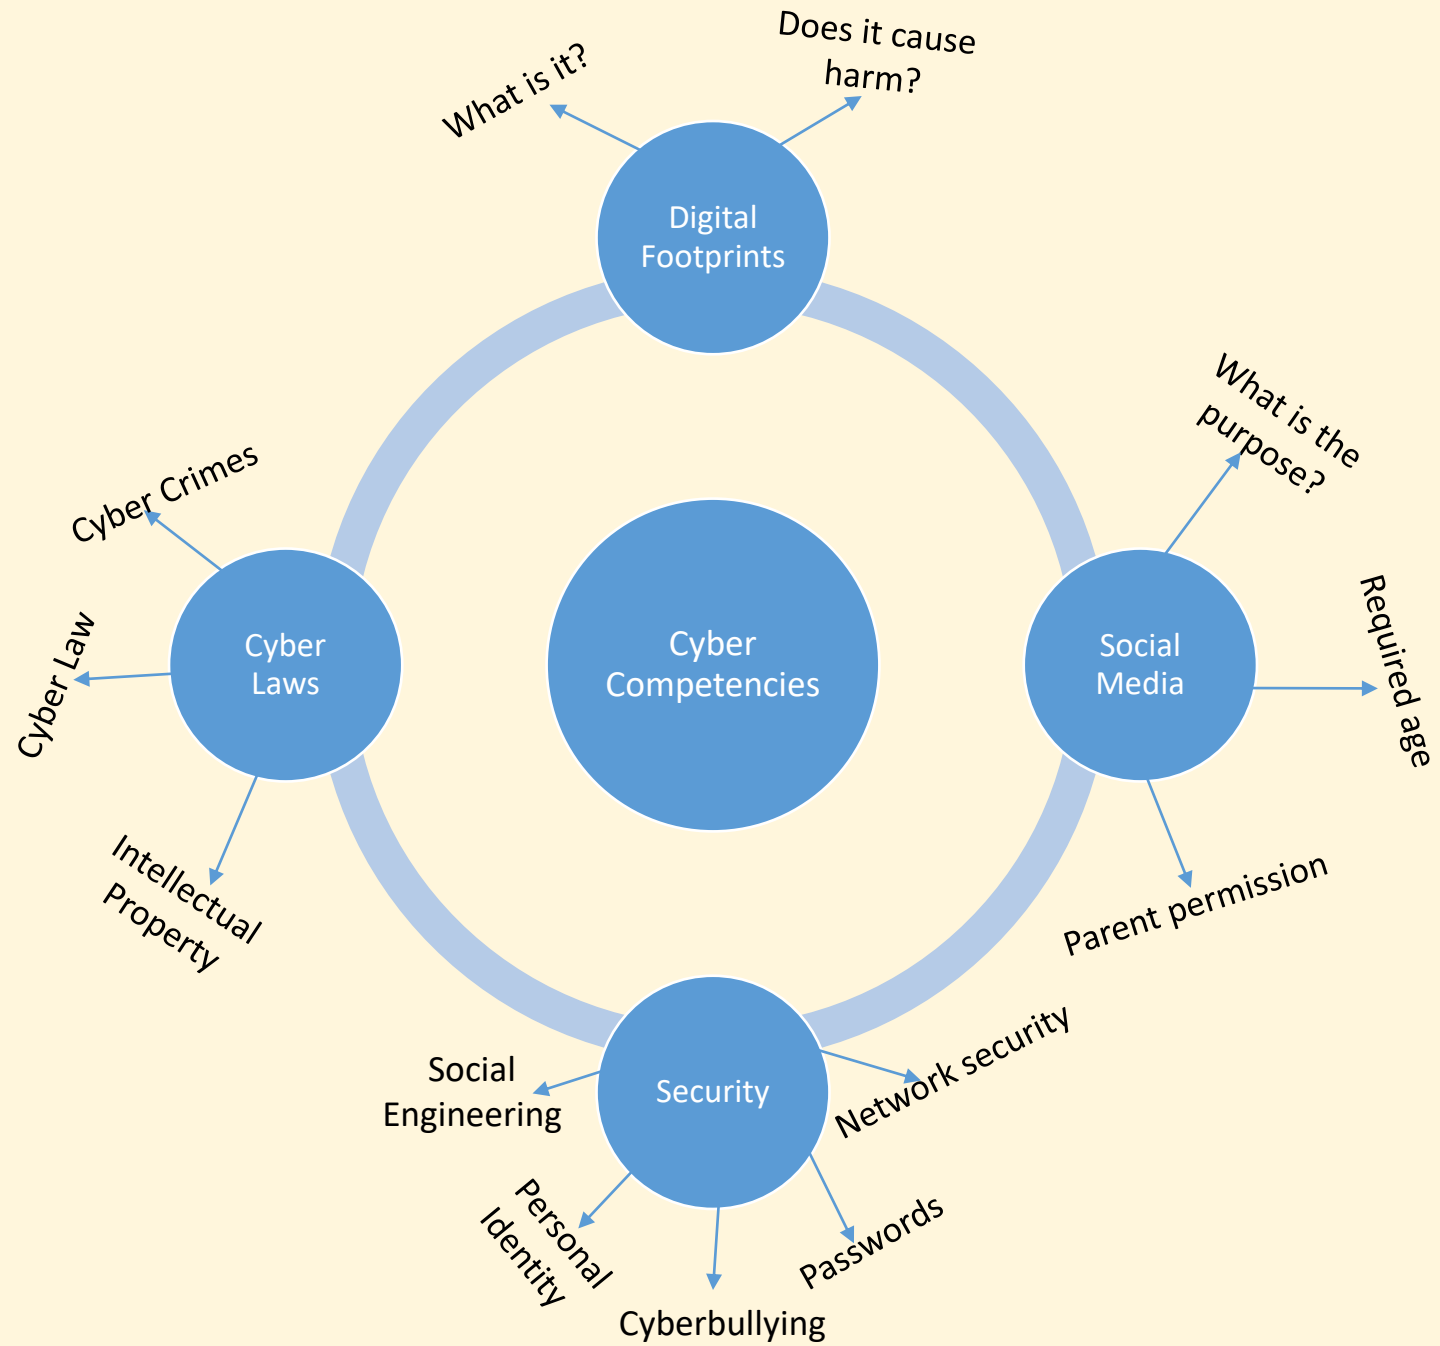 What is it?
Does it cause
harm?
Digital
Footprints
What is the
purpose?
Required age
Social
Media
Parent permission
Cyber
Competencies
Cyber Crimes
Cyber
Laws
Cyber Law
Intellectual
Property
Security
Network security
Passwords
Cyberbullying
Personal
Identity
Social
Engineering